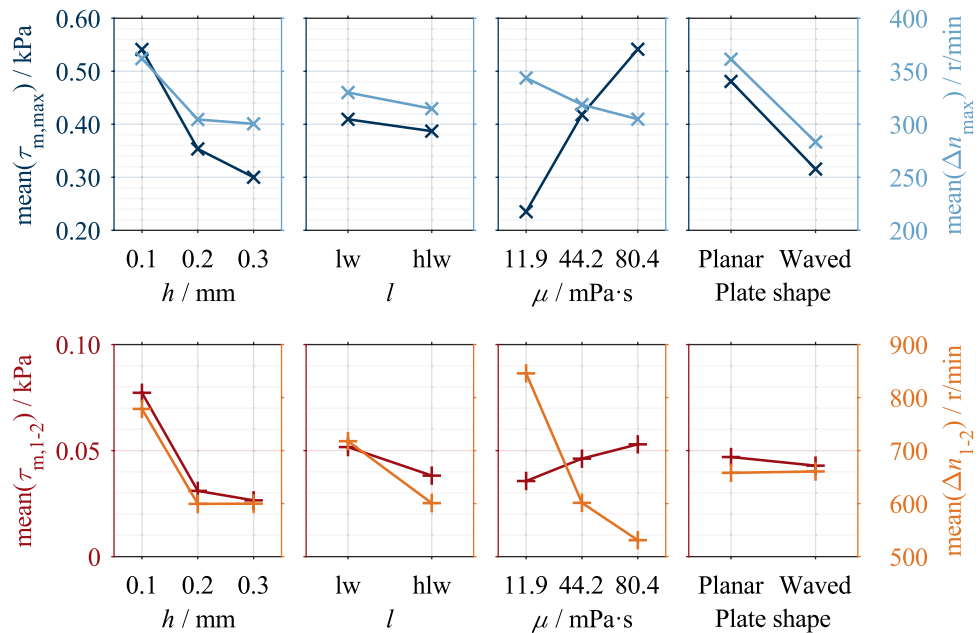 mean(τm,max) / kPa
0.60
0.50
0.40
0.30
0.20
400
350
300
250
200
mean(Δnmax) / r/min
0.1 0.2 0.3
h / mm
lw hlw
l
11.9 44.2 80.4
μ / mPa·s
Planar Waved
Plate shape
mean(τm,1-2) / kPa
0.10
0.05
0
900
800
700
600
500
mean(Δn1-2) / r/min
0.1 0.2 0.3
h / mm
lw hlw
l
11.9 44.2 80.4
μ / mPa·s
Planar Waved
Plate shape